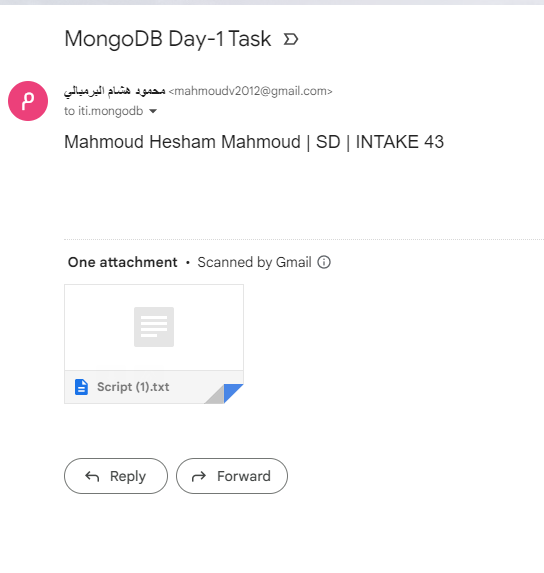 MongoDB Day-1 Task
م
محمود هشام البرمبالي <mahmoudv2012@gmail.com>
to iti.mongodb
Mahmoud Hesham Mahmoud | SD | INTAKE 43
One attachment • Scanned by Gmail
Script (1).txt
Reply Forward